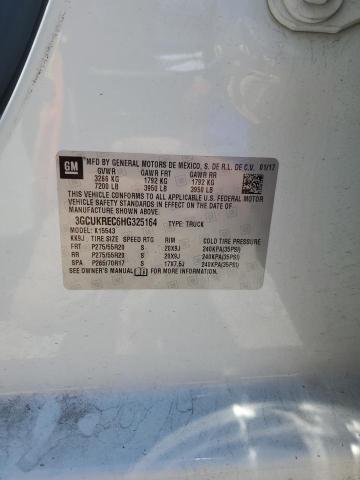 GM
MFD BY GENERAL MOTORS DE MEXICO, S. DE R.L. DE C.V. 01/17
GVWR GAWR FRT GAWR RR
3266 KG 1792 KG 1792 KG
7200 LB 3950 LB 3950 LB
THIS VEHICLE CONFORMS TO ALL APPLICABLE U.S. FEDERAL MOTOR
VEHICLE SAFETY STANDARDS IN EFFECT ON THE DATE OF
MANUFACTURE SHOWN ABOVE.
3GCUKREC6HG325164 TYPE: TRUCK
MODEL: K15543
KK9J TIRE SIZE SPEED RTG RIM COLD TIRE PRESSURE
FRT P275/55R20 S 20X9J 240KPA(35PSI)
RR P275/55R20 S 20X9J 240KPA(35PSI)
SPA P265/70R17 S 17X7.5J 240KPA(35PSI)
SEE OWNER'S MANUAL FOR MORE INFORMATION.